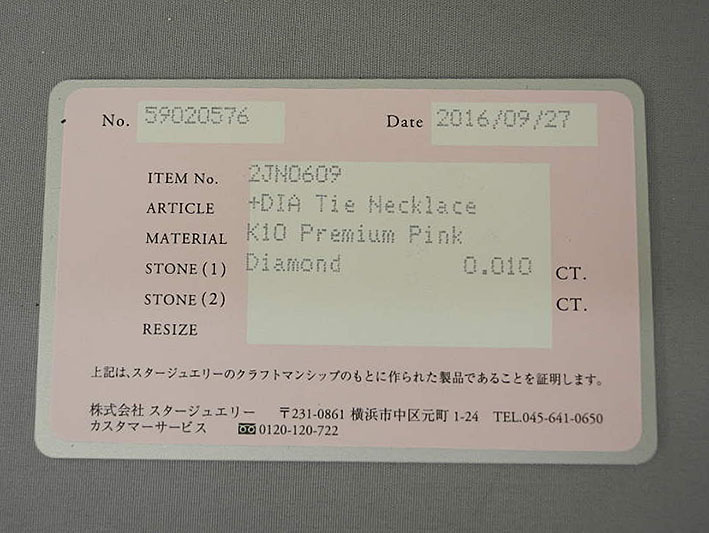 No. 59020576 Date 2016/09/27
ITEM No. 2JN0609
ARTICLE +DIA Tie Necklace
MATERIAL K10 Premium Pink
STONE (1) Diamond 0.010 CT.
STONE (2) CT.
RESIZE
上記は、スタージュエリーのクラフトマンシップのもとに作られた製品であることを証明します。
株式会社 スタージュエリー 〒231-0861 横浜市中区元町 1-24 TEL.045-641-0650
カスタマーサービス 0120-120-722